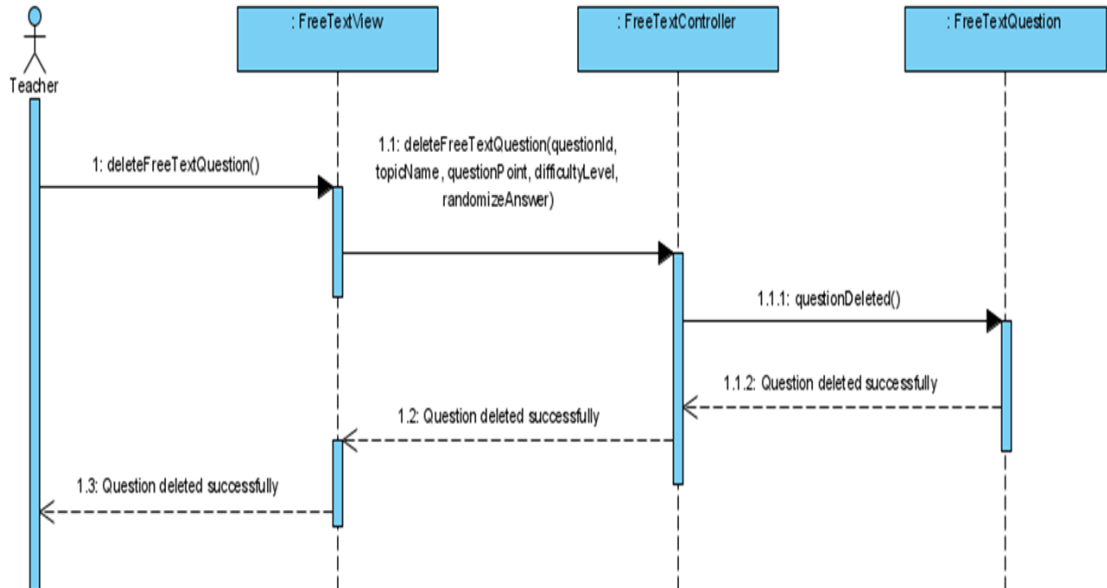 : FreeTextView
: FreeTextController
: FreeTextQuestion
Teacher
1: deleteFreeTextQuestion()
1.1: deleteFreeTextQuestion(questionId,
topicName, questionPoint, difficultyLevel,
randomizeAnswer)
1.1.1: questionDeleted()
1.1.2: Question deleted successfully
1.2: Question deleted successfully
1.3: Question deleted successfully